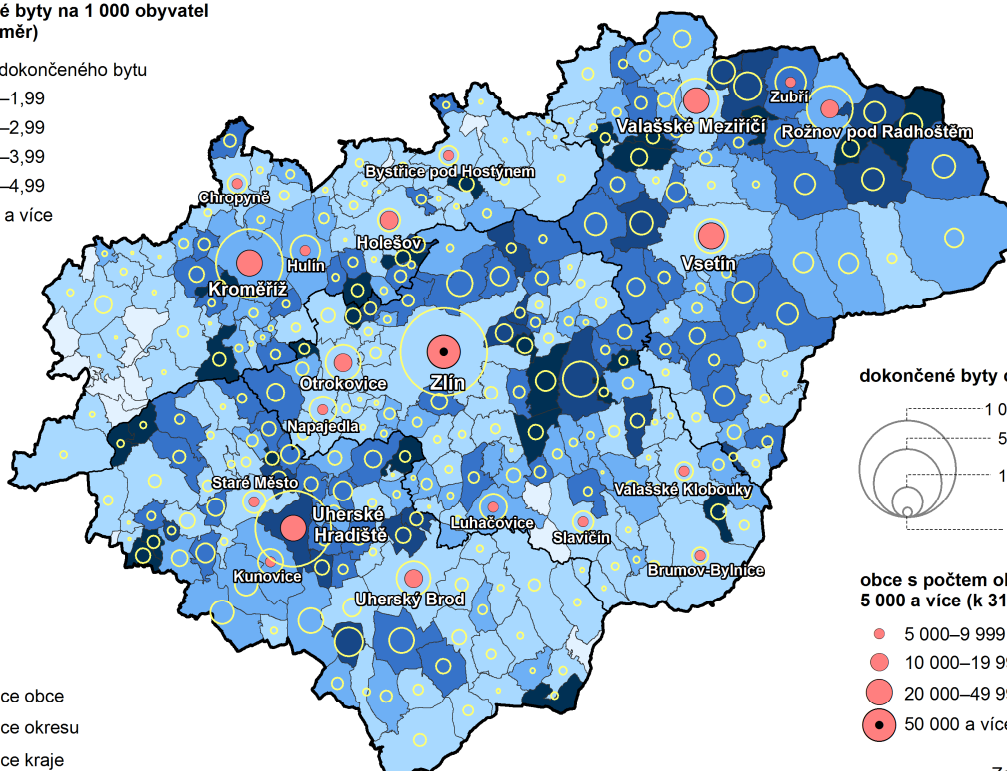 é byty na 1 000 obyvatel
měr)
dokončeného bytu
–1,99
–2,99
–3,99
–4,99
a více
Valašské Meziříčí
Zubří
Rožnov pod Radhoštěm
Bystřice pod Hostýnem
Chropyně
Holešov
Hulín
Vsetín
Kroměříž
Zlín
Otrokovice
Napajedla
Staré Město
Uherské
Hradiště
Luhačovice
Valašské Klobouky
Slavičín
Brumov-Bylnice
Kunovice
Uherský Brod
dokončené byty
1 0
5
1
obce s počtem ob
5 000 a více (k 31
5 000–9 999
10 000–19 99
20 000–49 99
50 000 a více
ce obce
ce okresu
ce kraje